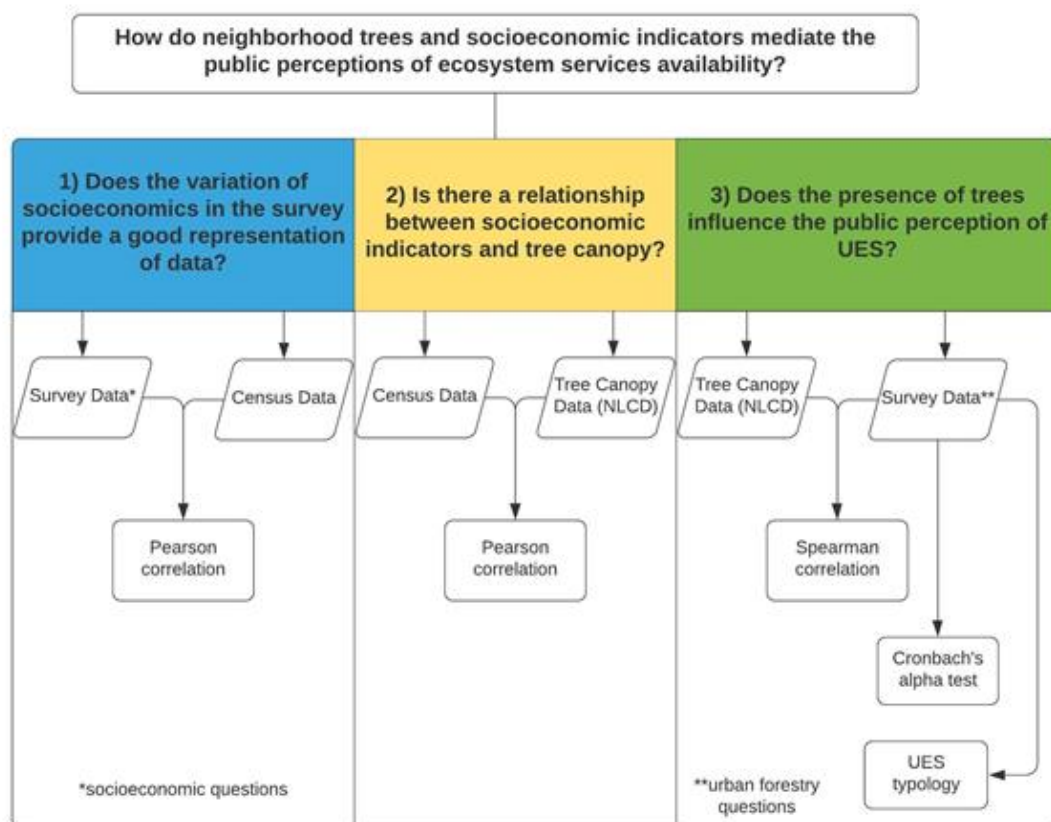 How do neighborhood trees and socioeconomic indicators mediate the
public perceptions of ecosystem services availability?
1) Does the variation of
socioeconomics in the survey
provide a good representation
of data?
2) Is there a relationship
between socioeconomic
indicators and tree canopy?
3) Does the presence of trees
influence the public perception of
UES?
Survey Data*
Census Data
Census Data
Tree Canopy
Data (NLCD)
Tree Canopy
Data (NLCD)
Survey Data**
Pearson
correlation
Pearson
correlation
Spearman
correlation
Cronbach's
alpha test
UES
typology
*socioeconomic questions
**urban forestry
questions